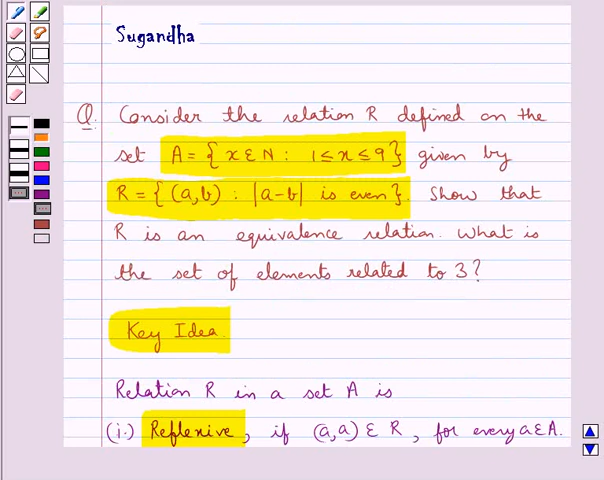 Sugandha
Q. Consider the relation R defined on the
set A = { x ∈ N : 1 ≤ x ≤ 9 } given by
R = { (a,b) : |a-b| is even }. Show that
R is an equivalence relation. What is
the set of elements related to 3?
Key Idea
Relation R in a set A is
(i.) Reflexive, if (a,a) ∈ R, for every a ∈ A.